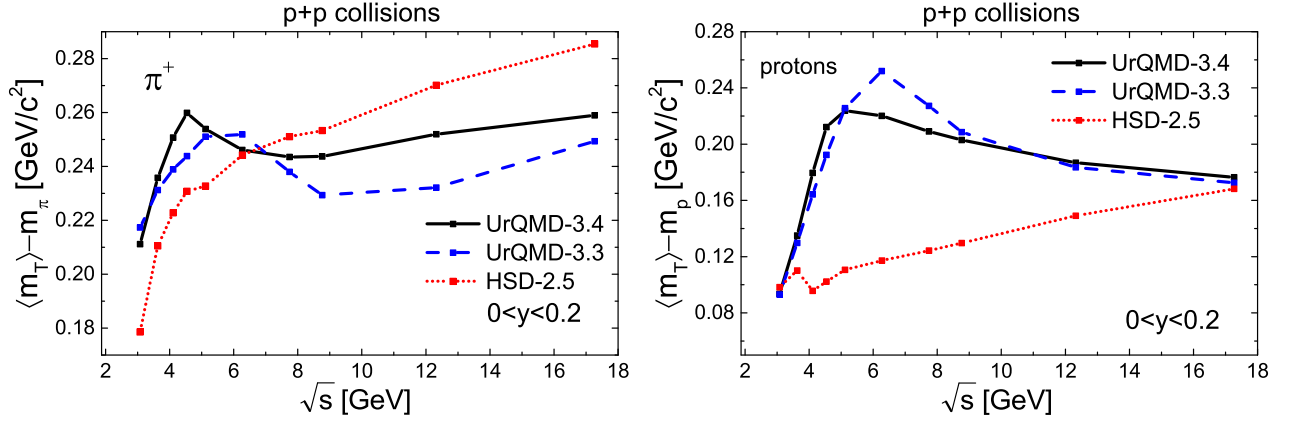 p+p collisions
π+
⟨mT⟩−mπ [GeV/c2]
0.28
0.26
0.24
0.22
0.20
0.18
UrQMD-3.4
UrQMD-3.3
HSD-2.5
0<y<0.2
2 4 6 8 10 12 14 16 18
√s [GeV]
p+p collisions
protons
⟨mT⟩−mp [GeV/c2]
0.28
0.24
0.20
0.16
0.12
0.08
UrQMD-3.4
UrQMD-3.3
HSD-2.5
0<y<0.2
2 4 6 8 10 12 14 16 18
√s [GeV]